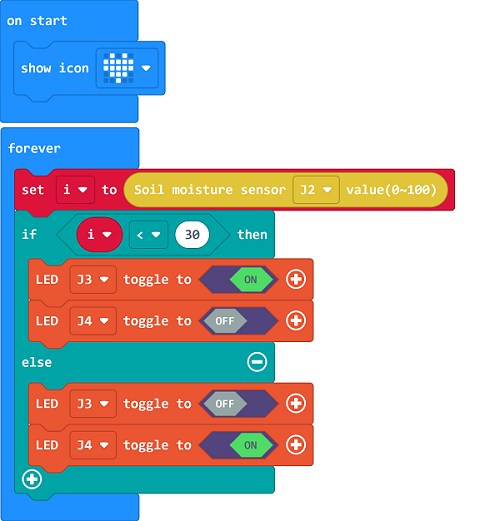 on start
show icon
forever
set i to Soil moisture sensor J2 value(0~100)
if i < 30 then
LED J3 toggle to ON
LED J4 toggle to OFF
else
LED J3 toggle to OFF
LED J4 toggle to ON